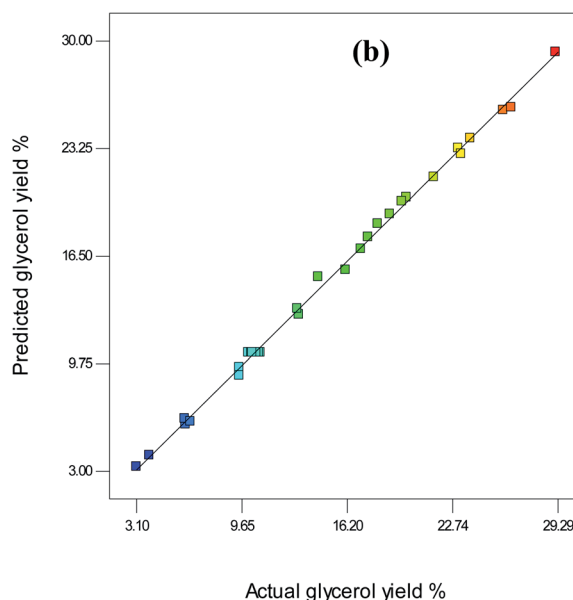 (b)
Predicted glycerol yield %
30.00
23.25
16.50
9.75
3.00
3.10 9.65 16.20 22.74 29.29
Actual glycerol yield %